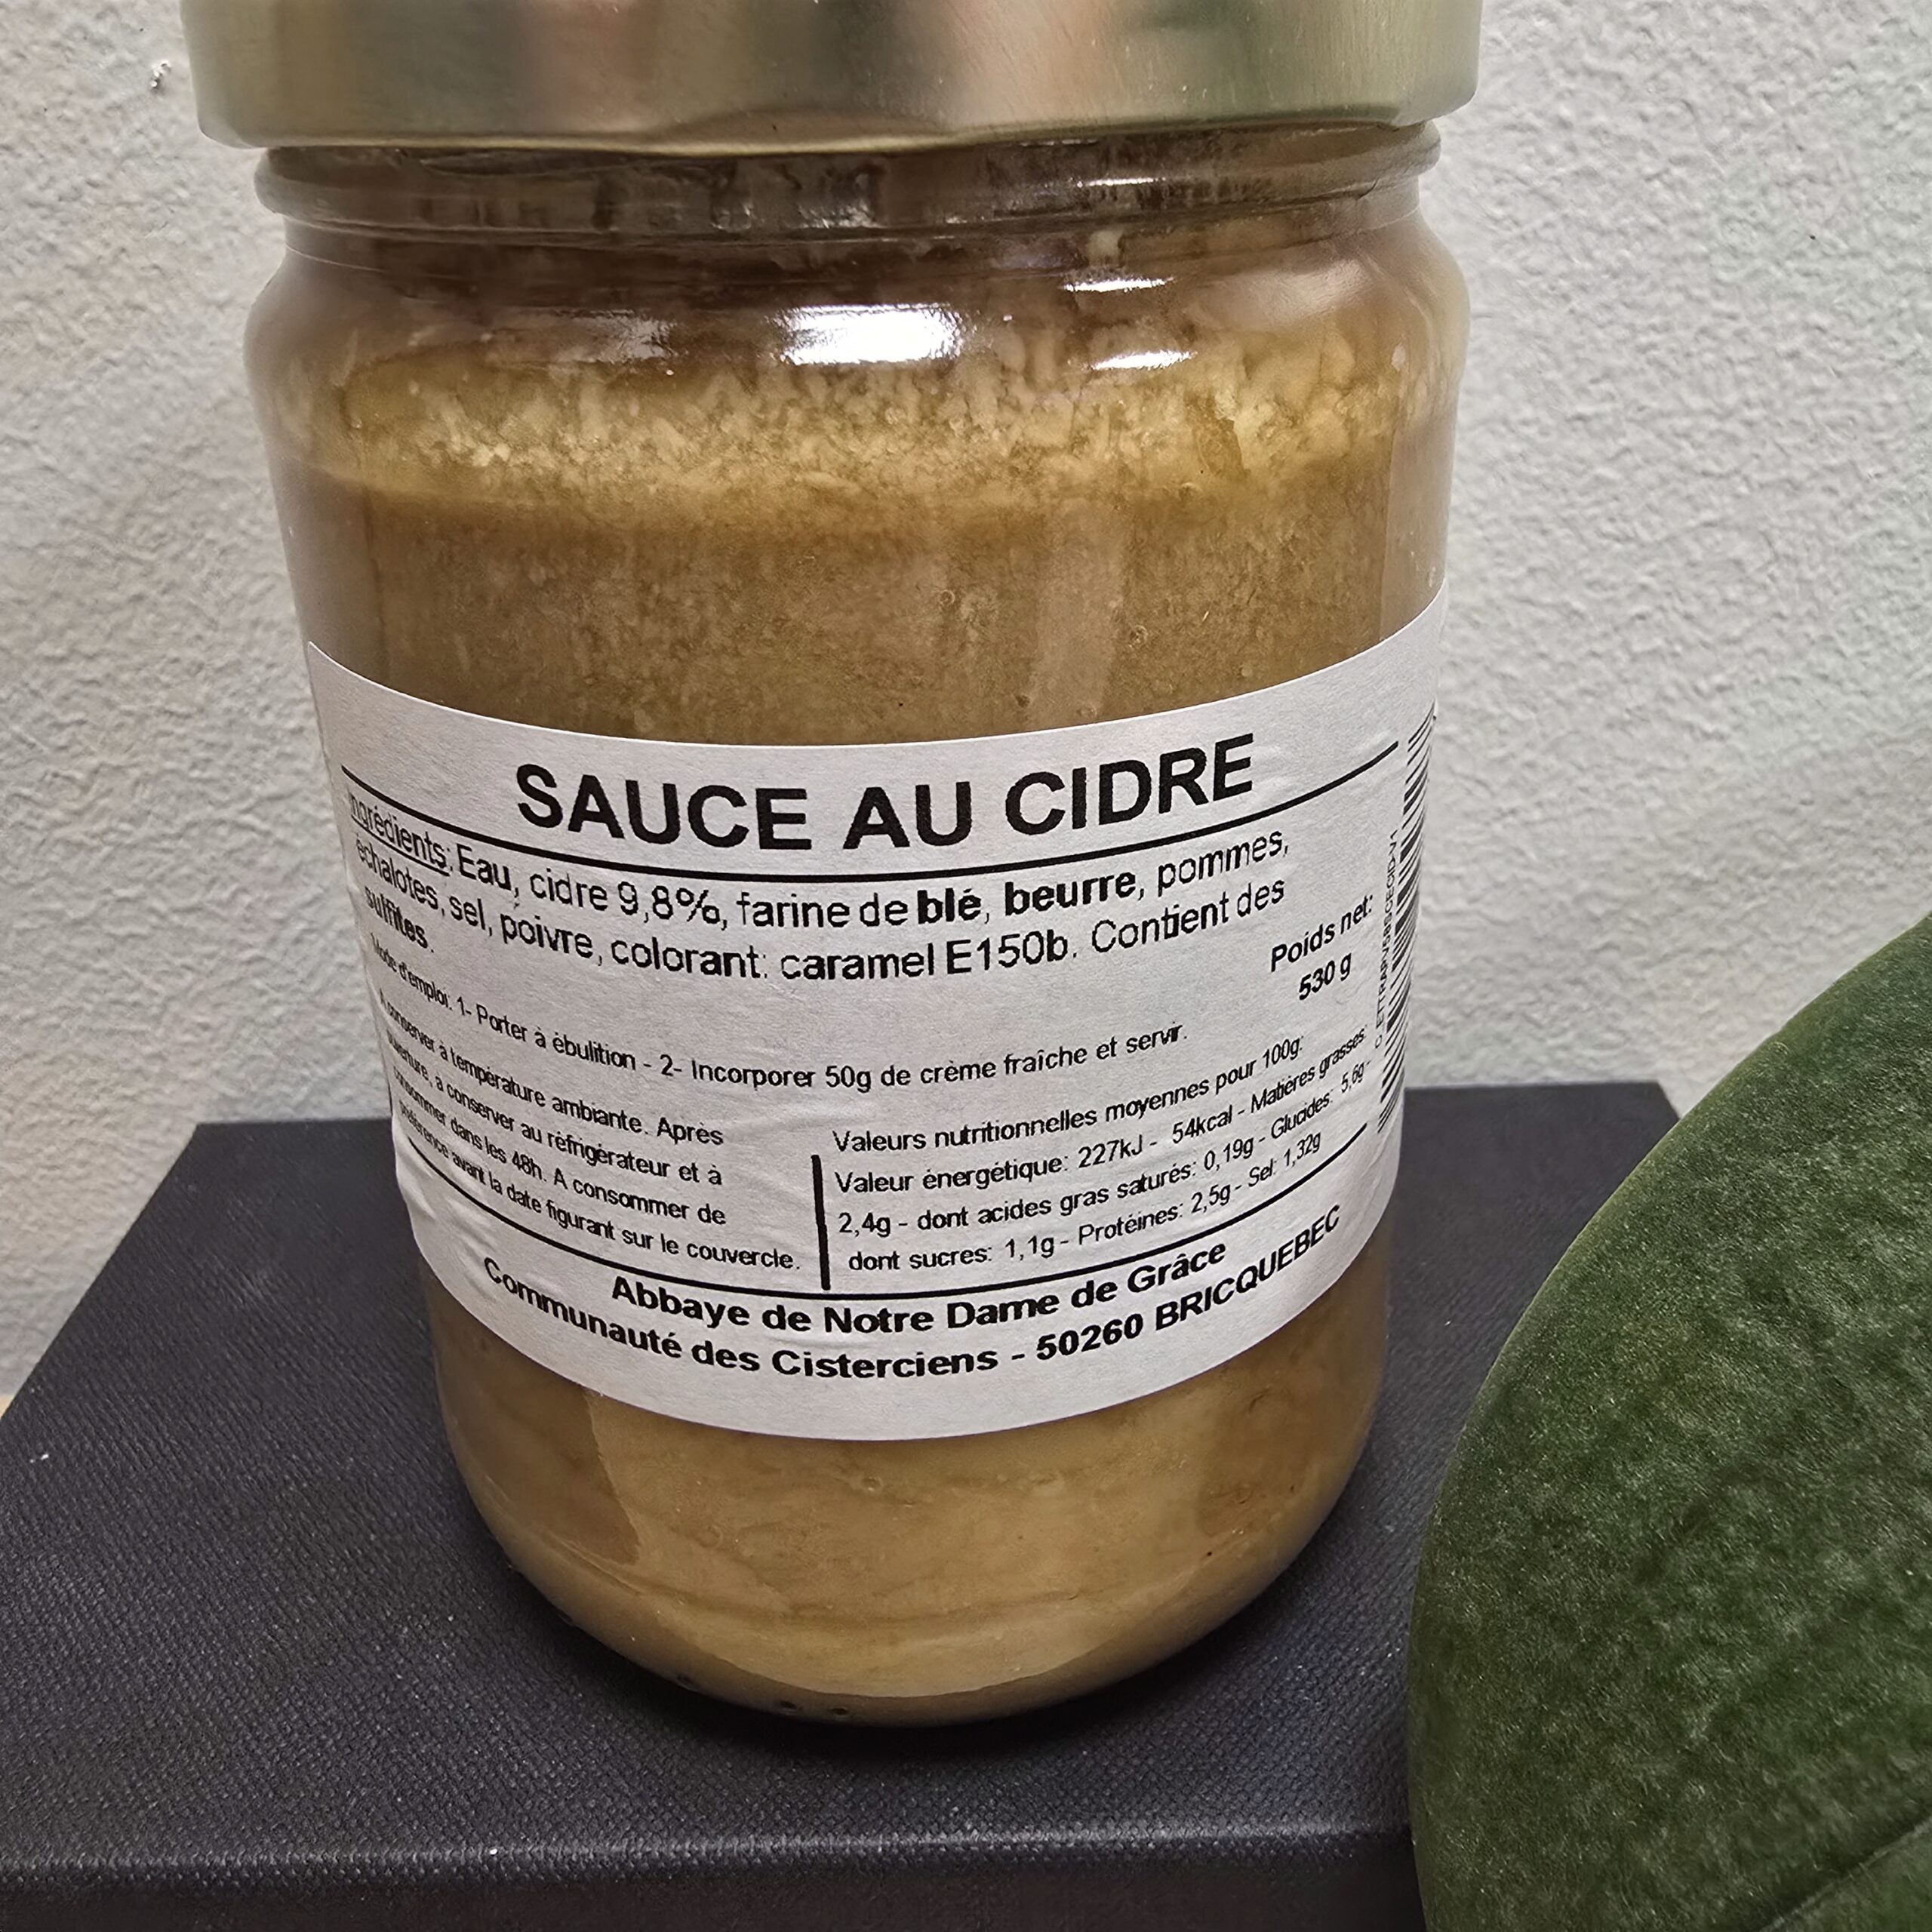 SAUCE AU CIDRE
Ingrédients: Eau, cidre 9,8%, farine de blé, beurre, pommes,
échalotes, sel, poivre, colorant: caramel E150b. Contient des
sulfites.
Poids net:
530 g
Mode d'emploi: 1- Porter à ébulition - 2- Incorporer 50g de crème fraîche et servir.
A conserver à température ambiante. Après
ouverture, à conserver au réfrigérateur et à
consommer dans les 48h. A consommer de
préférence avant la date figurant sur le couvercle.
Valeurs nutritionnelles moyennes pour 100g:
Valeur énergétique: 227kJ - 54kcal - Matières grasses:
2,4g - dont acides gras saturés: 0,19g - Glucides: 5,6g -
dont sucres: 1,1g - Protéines: 2,5g - Sel: 1,32g
Abbaye de Notre Dame de Grâce
Communauté des Cisterciens - 50260 BRICQUEBEC